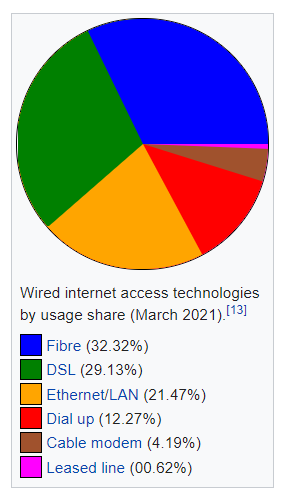 Wired internet access technologies
by usage share (March 2021).[13]
Fibre (32.32%)
DSL (29.13%)
Ethernet/LAN (21.47%)
Dial up (12.27%)
Cable modem (4.19%)
Leased line (00.62%)